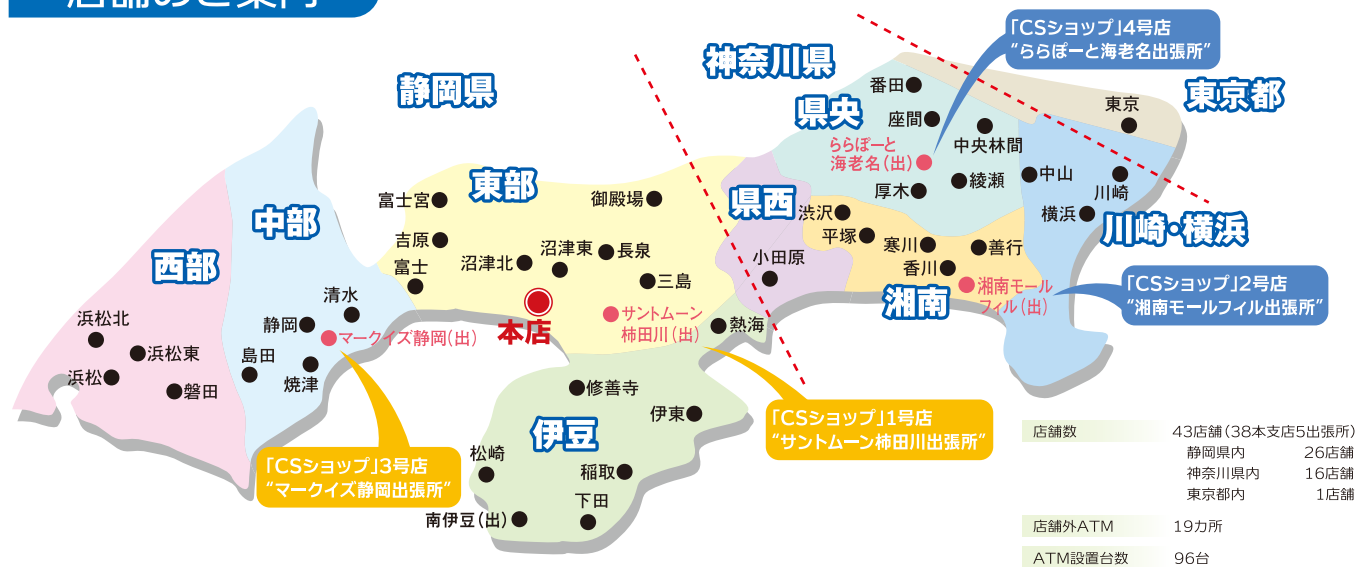 店舗のご案内
静岡県
神奈川県
東京都
「CSショップ」4号店
“ららぽーと海老名出張所”
県央
番田
座間
ららぽーと
海老名(出)
中央林間
厚木
綾瀬
東京
中山
川崎
横浜
川崎・横浜
県西
小田原
渋沢
平塚
寒川
香川
善行
湘南
湘南モール
フィル(出)
「CSショップ」2号店
“湘南モールフィル出張所”
東部
富士宮
吉原
富士
御殿場
沼津東
沼津北
長泉
三島
本店
サントムーン
柿田川(出)
熱海
中部
清水
静岡
マークイズ静岡(出)
島田
焼津
西部
浜松北
浜松東
浜松
磐田
伊豆
修善寺
伊東
松崎
稲取
下田
南伊豆(出)
「CSショップ」1号店
“サントムーン柿田川出張所”
「CSショップ」3号店
“マークイズ静岡出張所”
店舗数 43店舗(38本支店5出張所)
静岡県内 26店舗
神奈川県内 16店舗
東京都内 1店舗
店舗外ATM 19カ所
ATM設置台数 96台